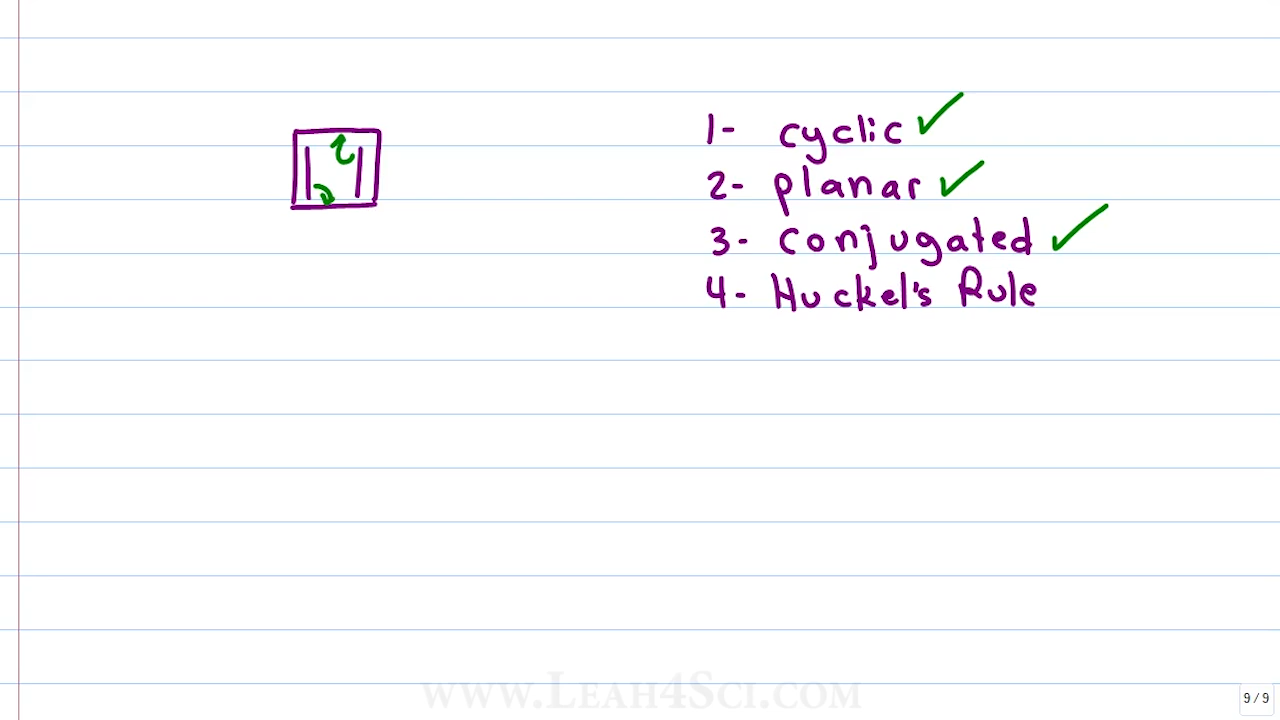 1- cyclic ✓
2- planar ✓
3- conjugated ✓
4- Huckel's Rule
www.Leah4Sci.com
9 / 9